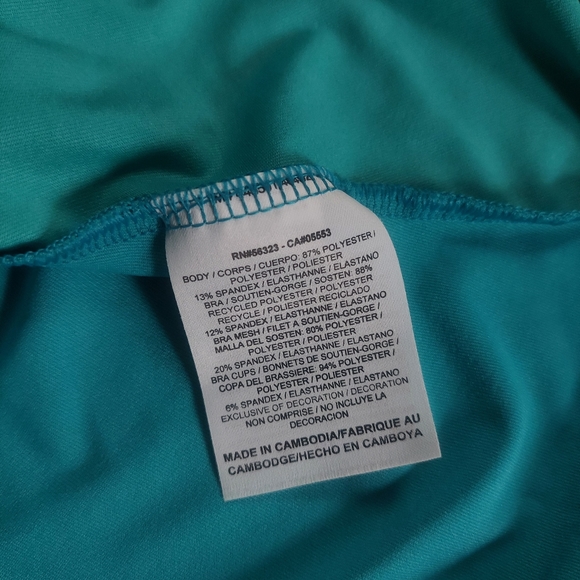 RN#56323 - CA#05553
BODY / CORPS / CUERPO: 87% POLYESTER /
POLYESTER / POLIESTER
13% SPANDEX / ELASTHANNE / ELASTANO
BRA / SOUTIEN-GORGE / SOSTEN: 88%
RECYCLED POLYESTER / POLYESTER
RECYCLE / POLIESTER RECICLADO
12% SPANDEX / ELASTHANNE / ELASTANO
BRA MESH / FILET A SOUTIEN-GORGE /
MALLA DEL SOSTEN: 80% POLYESTER /
POLYESTER / POLIESTER
20% SPANDEX / ELASTHANNE / ELASTANO
BRA CUPS / BONNETS DE SOUTIEN-GORGE /
COPA DEL BRASSIERE: 94% POLYESTER /
POLYESTER / POLIESTER
6% SPANDEX / ELASTHANNE / ELASTANO
EXCLUSIVE OF DECORATION / DECORATION
NON COMPRISE / NO INCLUYE LA
DECORACION
MADE IN CAMBODIA/FABRIQUE AU
CAMBODGE/HECHO EN CAMBOYA